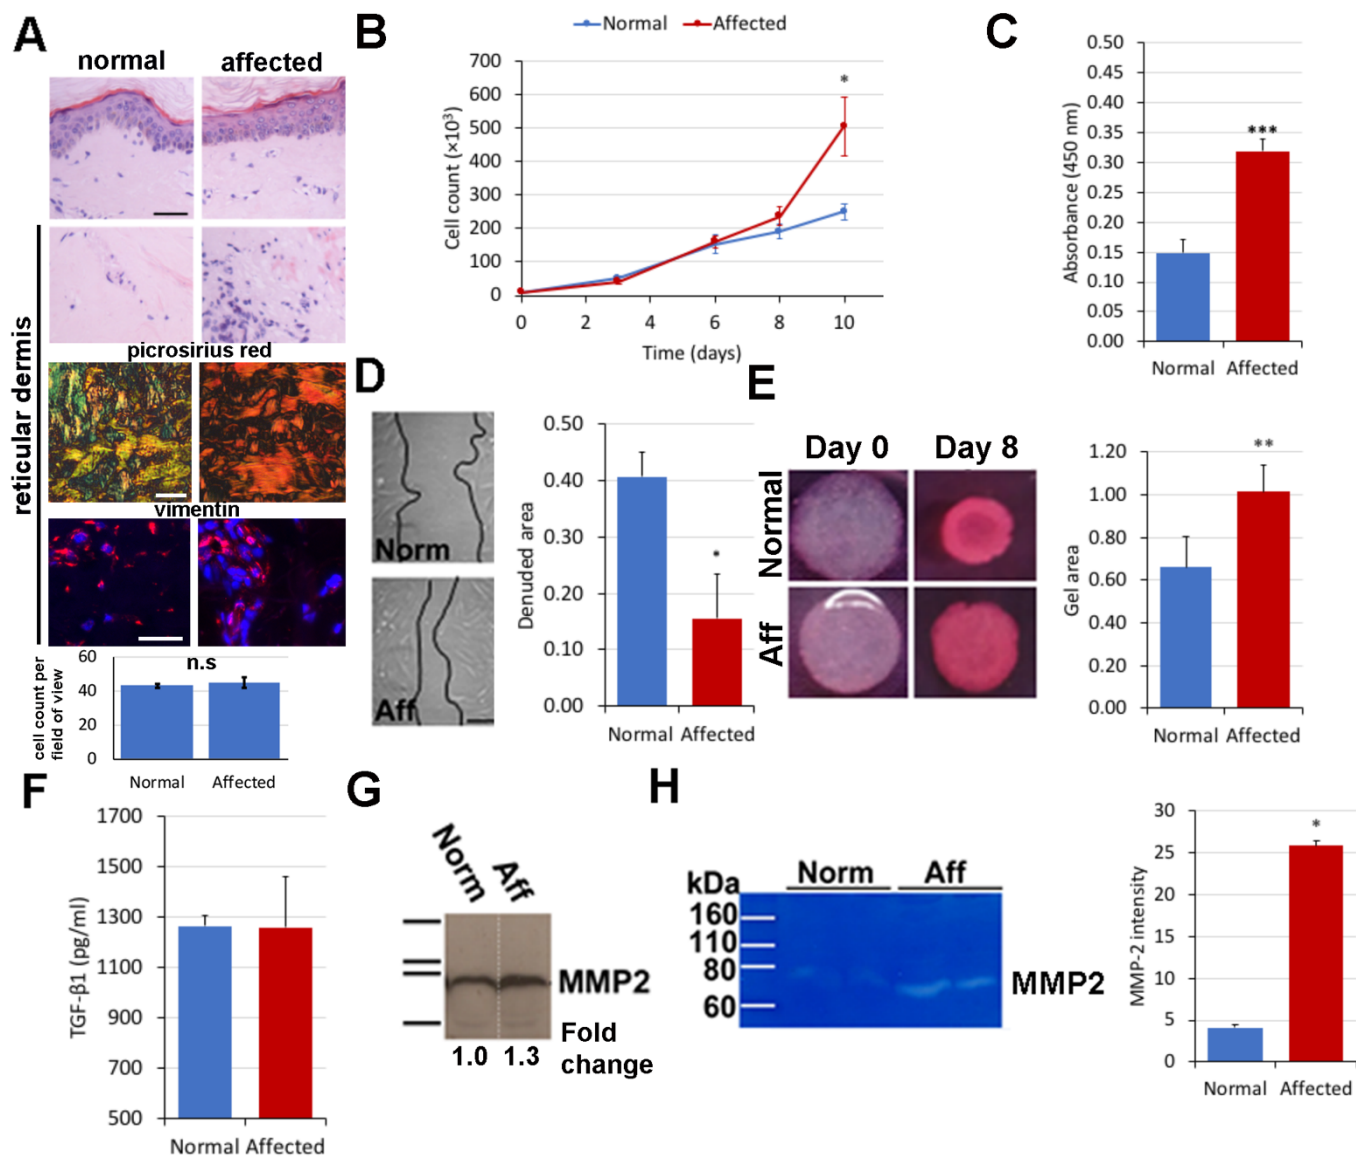 A
normal
affected
reticular dermis
picrosirius red
vimentin
n.s
cell count per
field of view
60
40
20
0
Normal
Affected
B
Normal
Affected
Cell count (×10³)
700
600
500
400
300
200
100
0
*
0
2
4
6
8
10
Time (days)
C
Absorbance (450 nm)
0.50
0.45
0.40
0.35
0.30
0.25
0.20
0.15
0.10
0.05
0.00
***
Normal
Affected
D
Norm
Aff
Denuded area
0.50
0.40
0.30
0.20
0.10
0.00
*
Normal
Affected
E
Day 0
Day 8
Normal
Aff
Gel area
1.20
1.00
0.80
0.60
0.40
0.20
0.00
**
Normal
Affected
F
TGF-β1 (pg/ml)
1700
1500
1300
1100
900
700
500
Normal
Affected
G
Norm
Aff
MMP2
1.0
1.3
Fold
change
H
kDa
Norm
Aff
160
110
80
60
MMP2
MMP-2 intensity
30
25
20
15
10
5
0
*
Normal
Affected